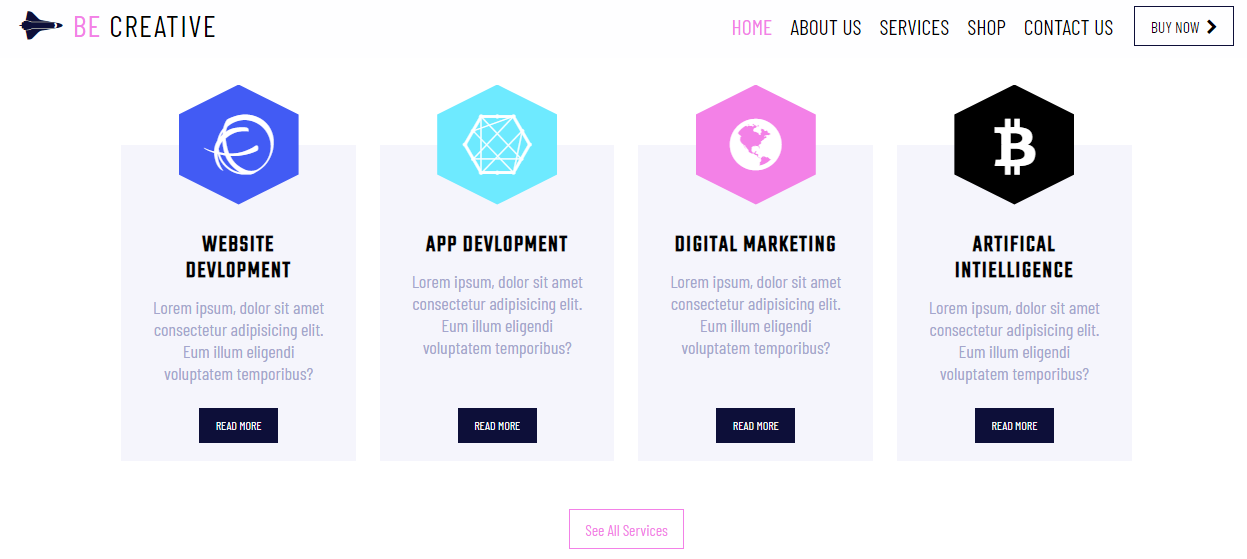 BE CREATIVE
HOME ABOUT US SERVICES SHOP CONTACT US BUY NOW
WEBSITE
DEVLOPMENT
Lorem ipsum, dolor sit amet
consectetur adipisicing elit.
Eum illum eligendi
voluptatem temporibus?
READ MORE
APP DEVLOPMENT
Lorem ipsum, dolor sit amet
consectetur adipisicing elit.
Eum illum eligendi
voluptatem temporibus?
READ MORE
DIGITAL MARKETING
Lorem ipsum, dolor sit amet
consectetur adipisicing elit.
Eum illum eligendi
voluptatem temporibus?
READ MORE
ARTIFICAL
INTIELLIGENCE
Lorem ipsum, dolor sit amet
consectetur adipisicing elit.
Eum illum eligendi
voluptatem temporibus?
READ MORE
See All Services